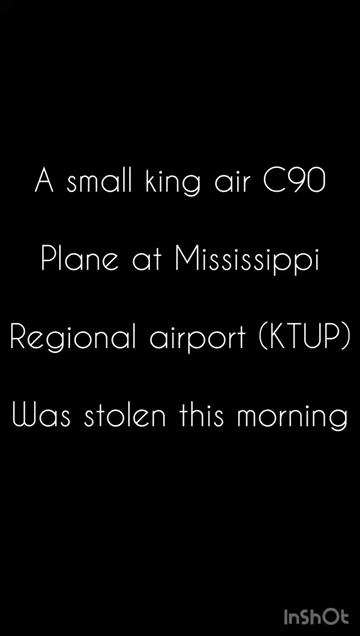 A small king air C90
Plane at Mississippi
Regional airport (KTUP)
Was stolen this morning
InShOt